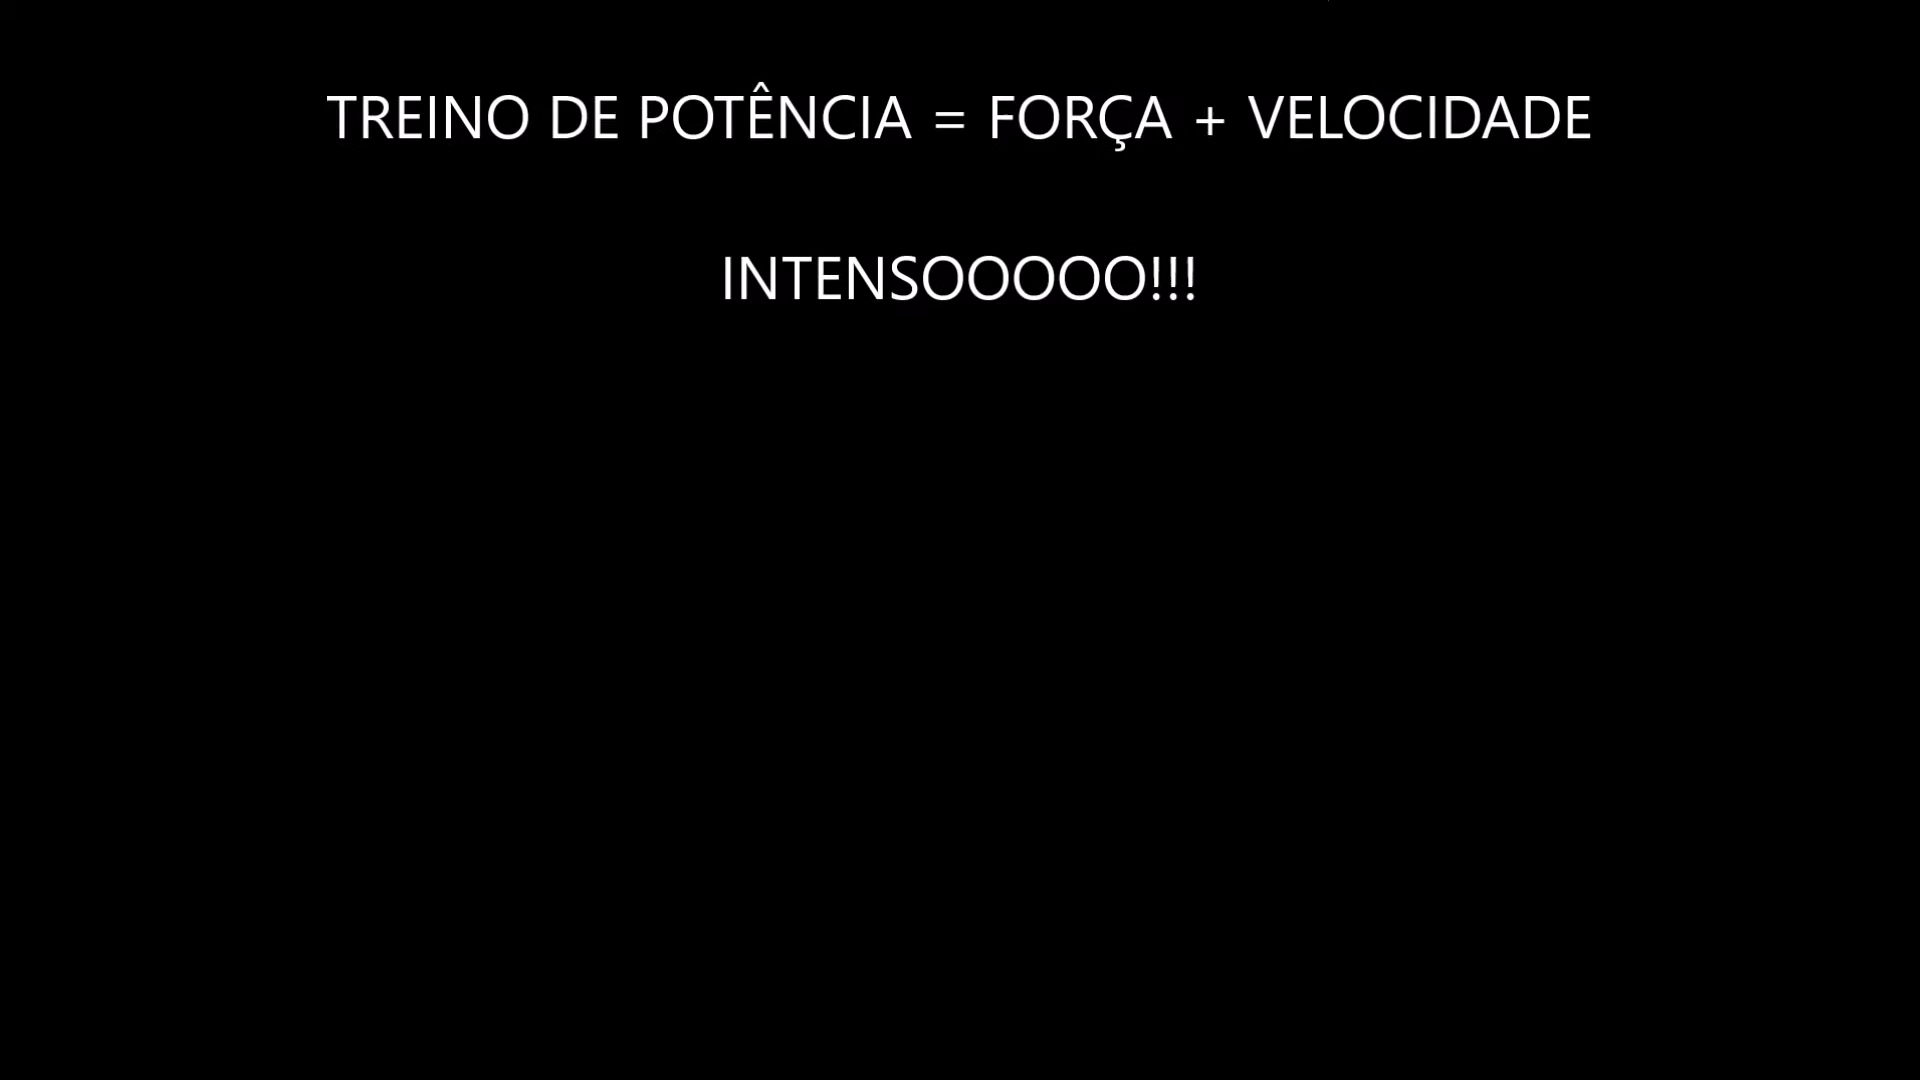 TREINO DE POTÊNCIA = FORÇA + VELOCIDADE
INTENSOOOOO!!!